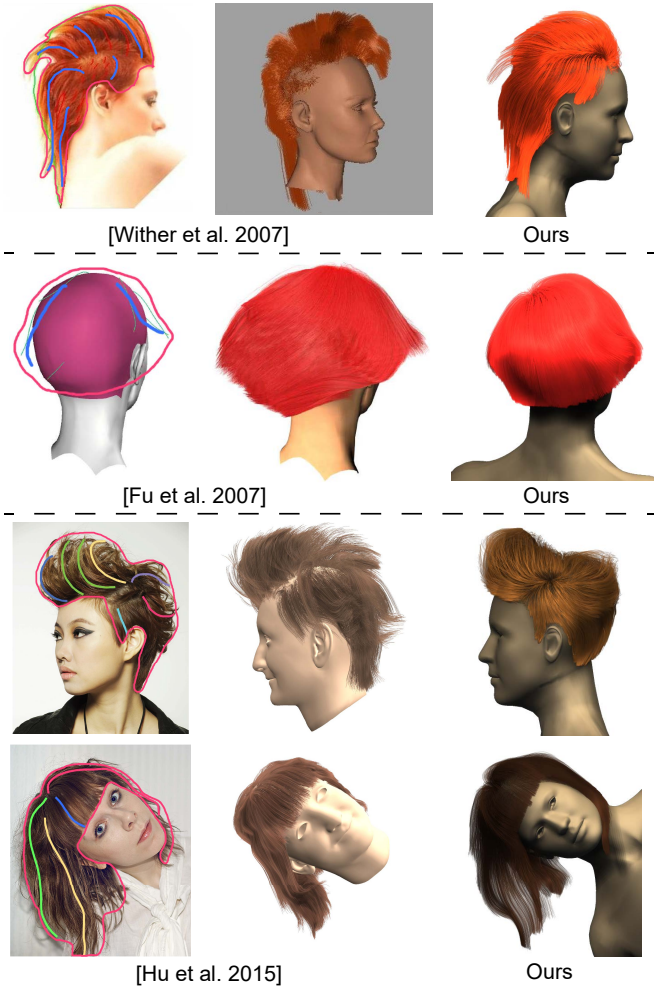 [Wither et al. 2007]
Ours
[Fu et al. 2007]
Ours
[Hu et al. 2015]
Ours